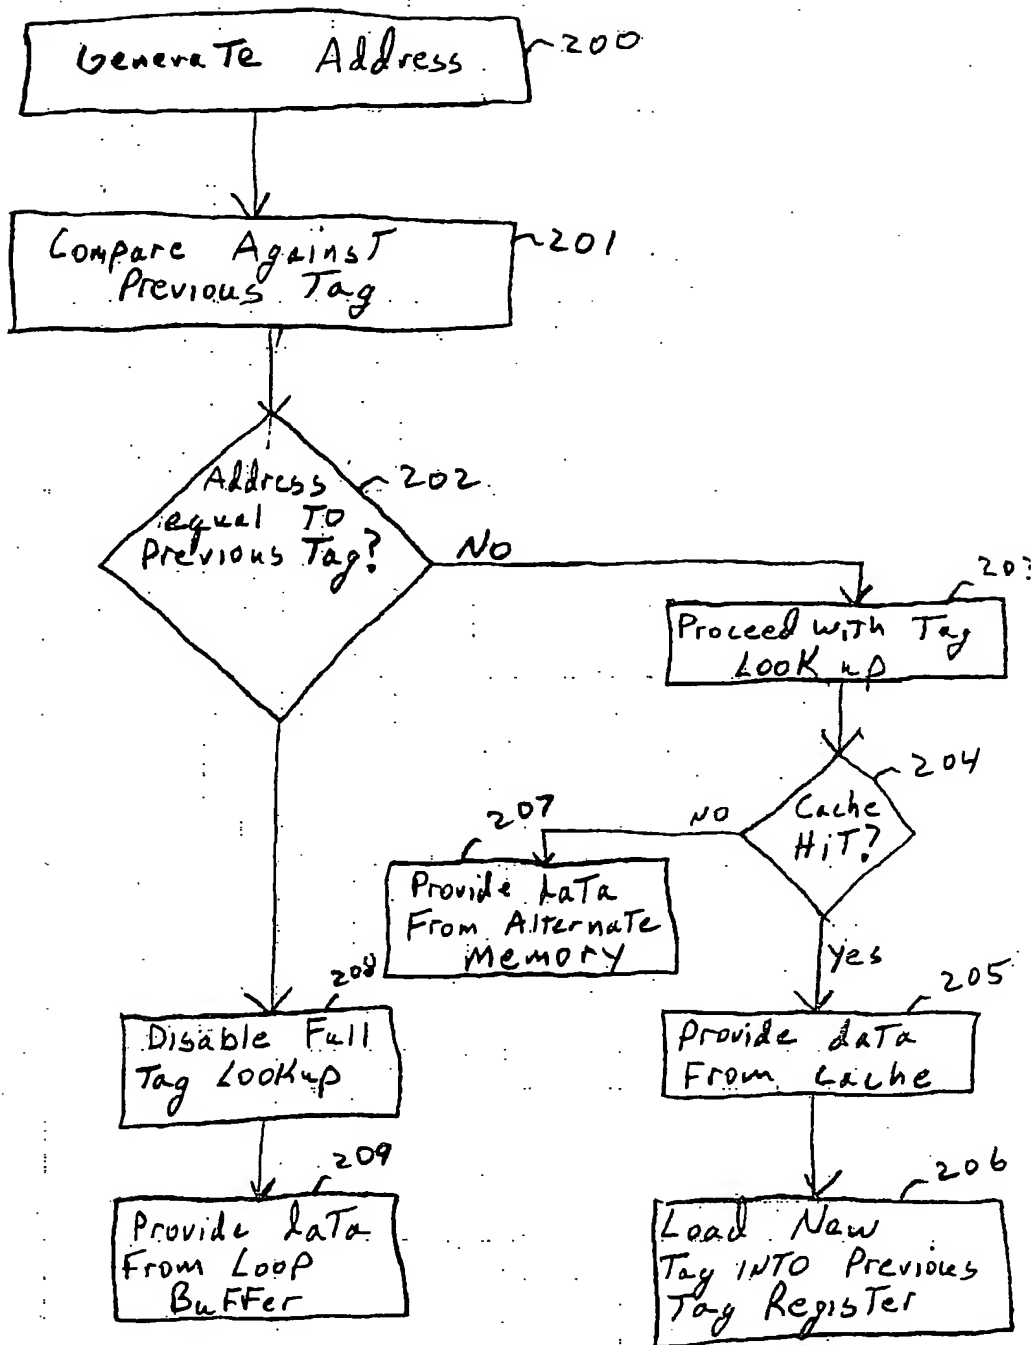 Generate Address
200
Compare Against
Previous Tag
201
Address
equal To
Previous Tag?
202
No
203
Proceed with Tag
Look up
204
Cache
HiT?
NO
207
Provide daTa
From AlternaTe
Memory
yes
205
Provide daTa
From cache
208
Disable Full
Tag Lookup
209
Provide daTa
From Loop
BuFFer
206
Load New
Tag INTO Previous
Tag RegisTer